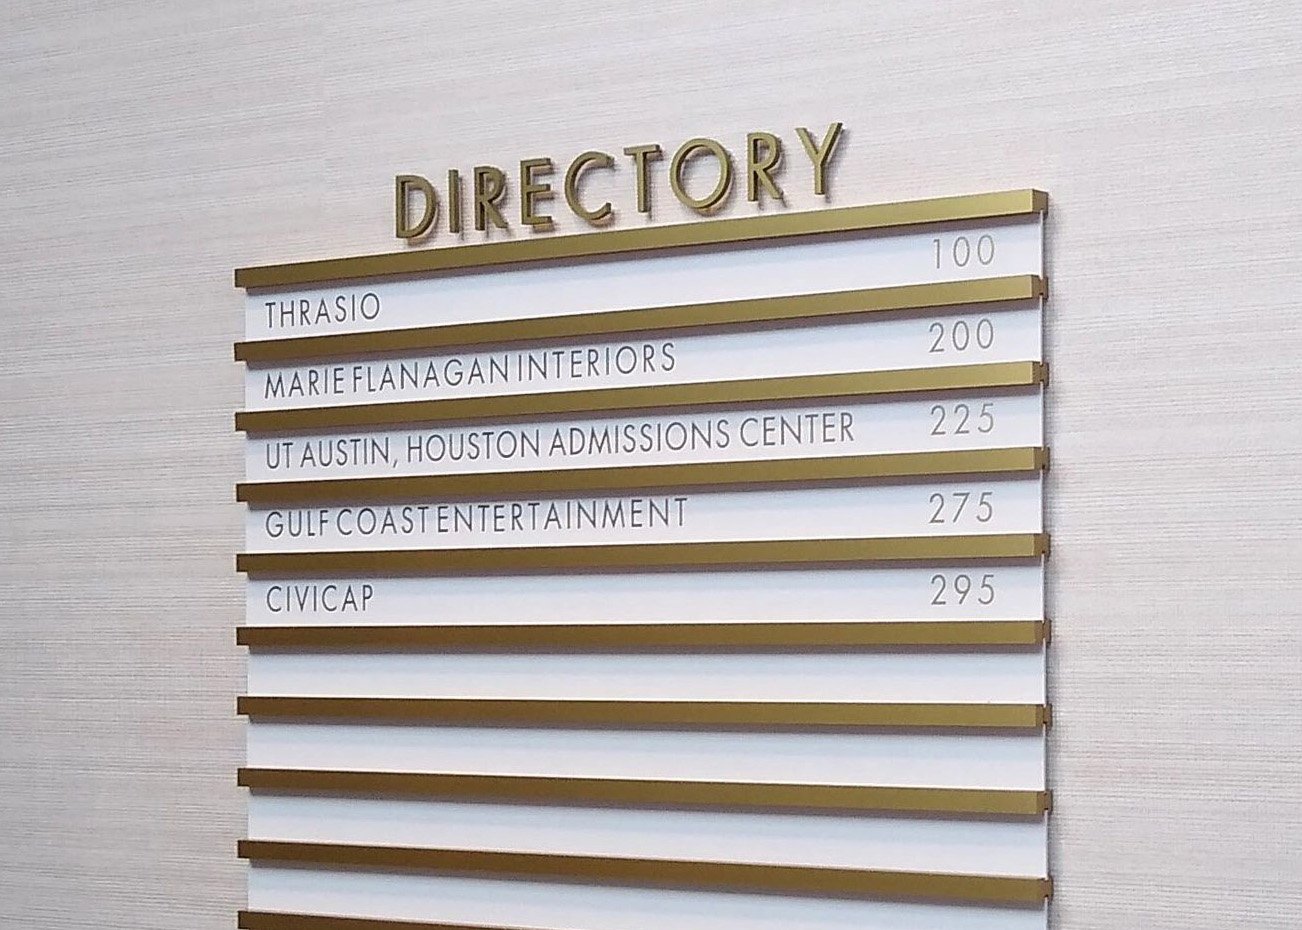 DIRECTORY
THRASIO 100
MARIE FLANAGAN INTERIORS 200
UT AUSTIN, HOUSTON ADMISSIONS CENTER 225
GULF COAST ENTERTAINMENT 275
CIVICAP 295